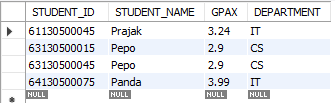 STUDENT_ID STUDENT_NAME GPAX DEPARTMENT
61130500045 Prajak 3.24 IT
63130500015 Pepo 2.9 CS
63130500045 Pepo 2.9 CS
64130500075 Panda 3.99 IT
NULL NULL NULL NULL